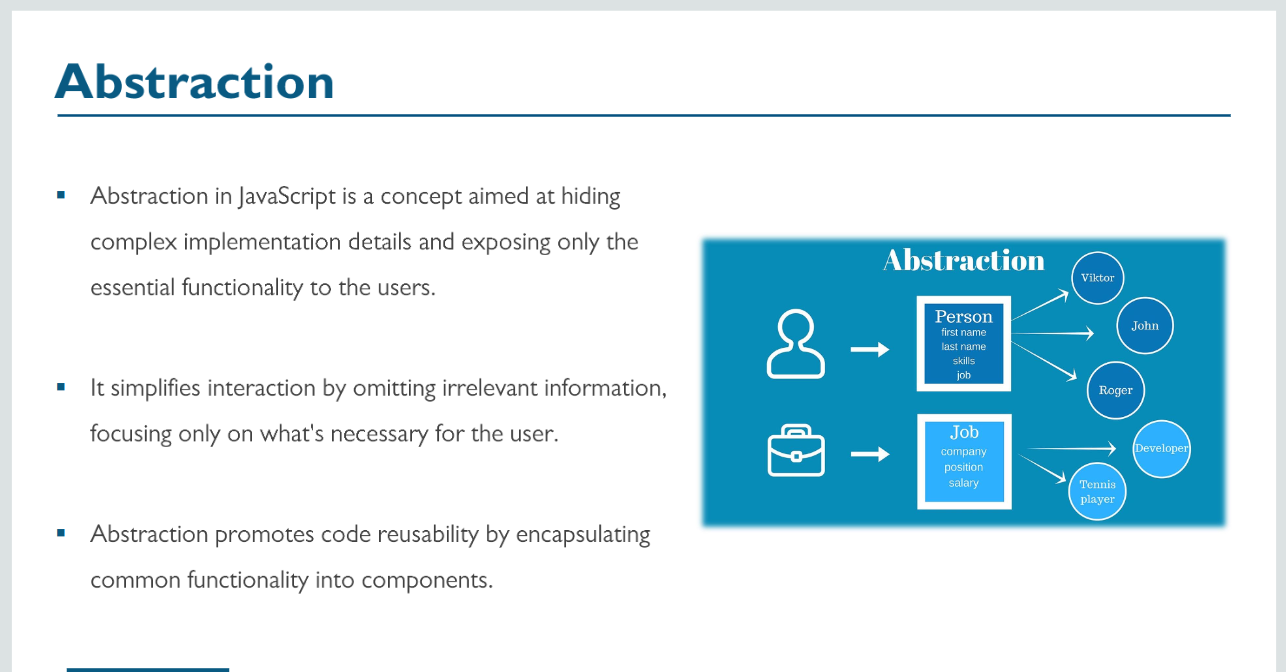 Abstraction
Abstraction in JavaScript is a concept aimed at hiding
complex implementation details and exposing only the
essential functionality to the users.
It simplifies interaction by omitting irrelevant information,
focusing only on what's necessary for the user.
Abstraction promotes code reusability by encapsulating
common functionality into components.
Abstraction
Person
first name
last name
skills
job
Viktor
John
Roger
Job
company
position
salary
Developer
Tennis
player